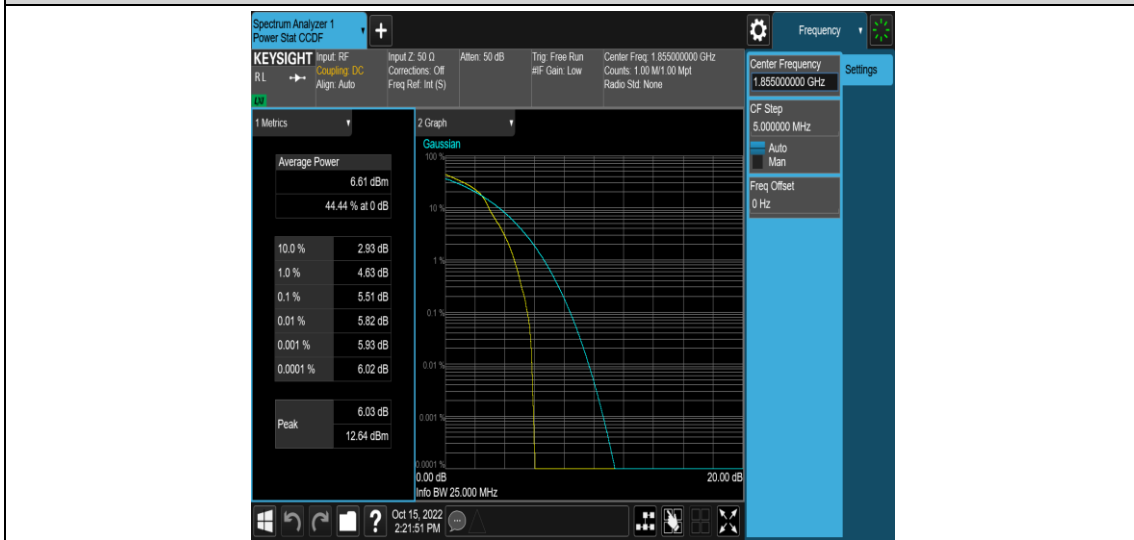 Spectrum Analyzer 1
Power Stat CCDF
+
Frequency
KEYSIGHT
RL
LXI
Input: RF
Coupling: DC
Align: Auto
Input Z: 50 Ω
Corrections: Off
Freq Ref: Int (S)
Atten: 50 dB
Trig: Free Run
#IF Gain: Low
Center Freq: 1.855000000 GHz
Counts: 1.00 M/1.00 Mpt
Radio Std: None
Center Frequency
1.855000000 GHz
Settings
CF Step
5.000000 MHz
Auto
Man
Freq Offset
0 Hz
1 Metrics
Average Power
6.61 dBm
44.44 % at 0 dB
10.0 % 2.93 dB
1.0 % 4.63 dB
0.1 % 5.51 dB
0.01 % 5.82 dB
0.001 % 5.93 dB
0.0001 % 6.02 dB
Peak
6.03 dB
12.64 dBm
2 Graph
Gaussian
100 %
10 %
1 %
0.1 %
0.01 %
0.001 %
0.0001 %
0.00 dB 20.00 dB
Info BW 25.000 MHz
?
Oct 15, 2022
2:21:51 PM